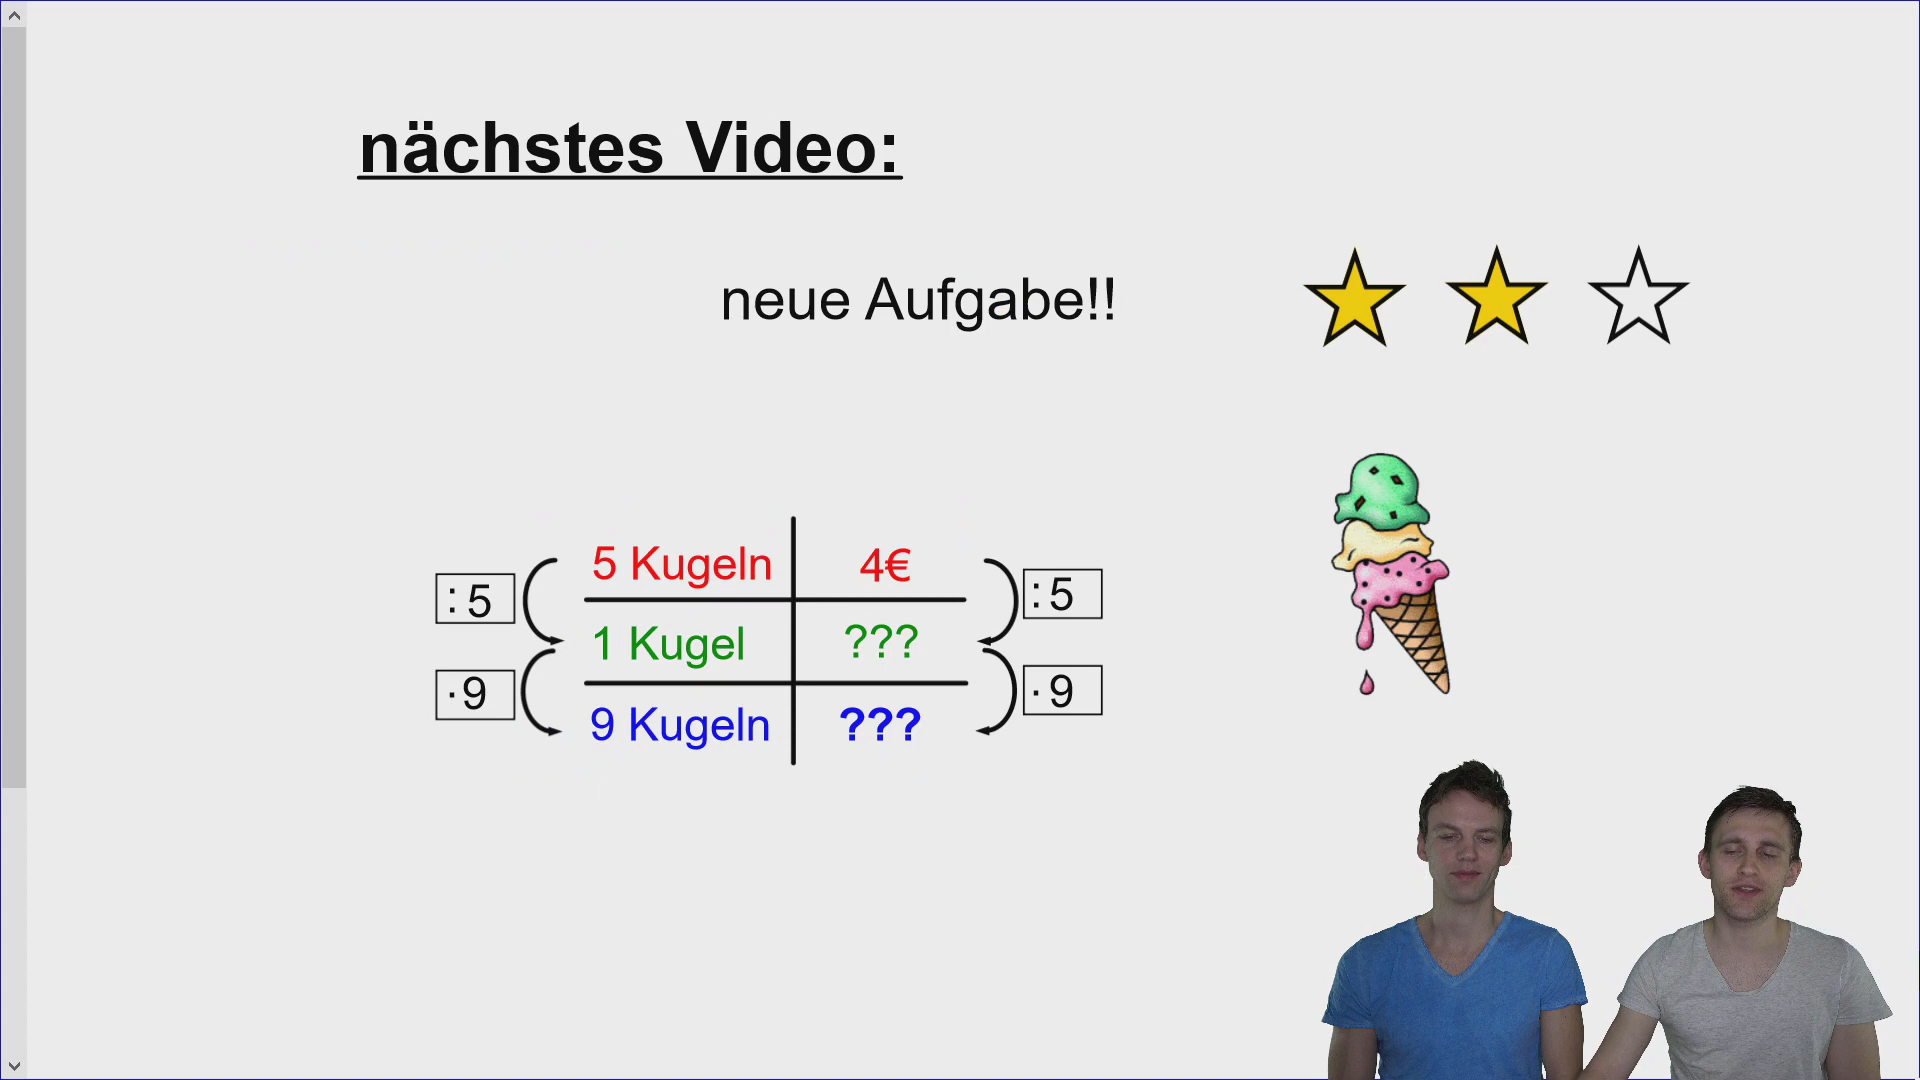 nächstes Video:
neue Aufgabe!!
5 Kugeln 4€
: 5 : 5
1 Kugel ???
· 9 · 9
9 Kugeln ???